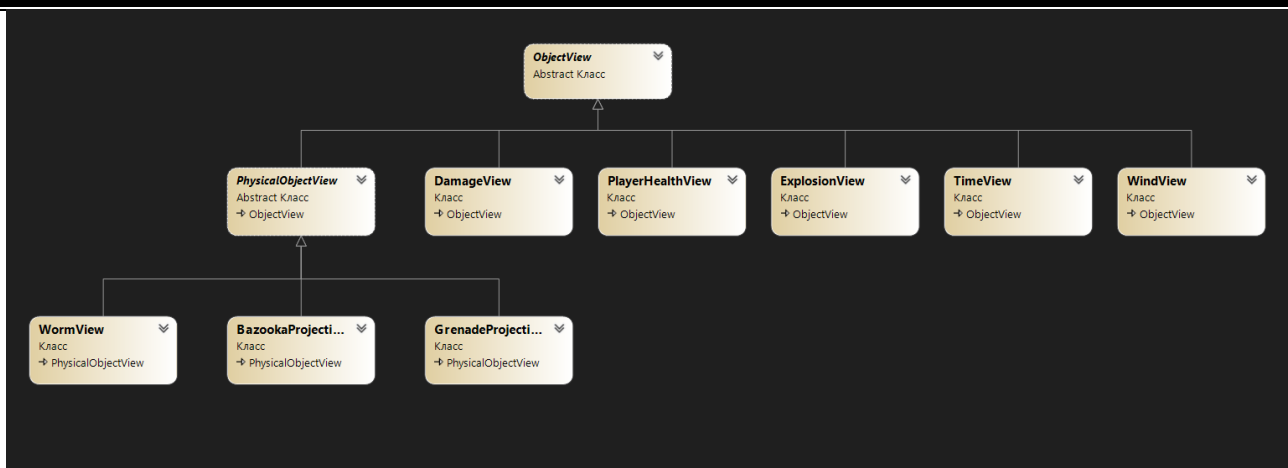 ObjectView
Abstract Класс
PhysicalObjectView
Abstract Класс
ObjectView
DamageView
Класс
ObjectView
PlayerHealthView
Класс
ObjectView
ExplosionView
Класс
ObjectView
TimeView
Класс
ObjectView
WindView
Класс
ObjectView
WormView
Класс
PhysicalObjectView
BazookaProjecti...
Класс
PhysicalObjectView
GrenadeProjecti...
Класс
PhysicalObjectView